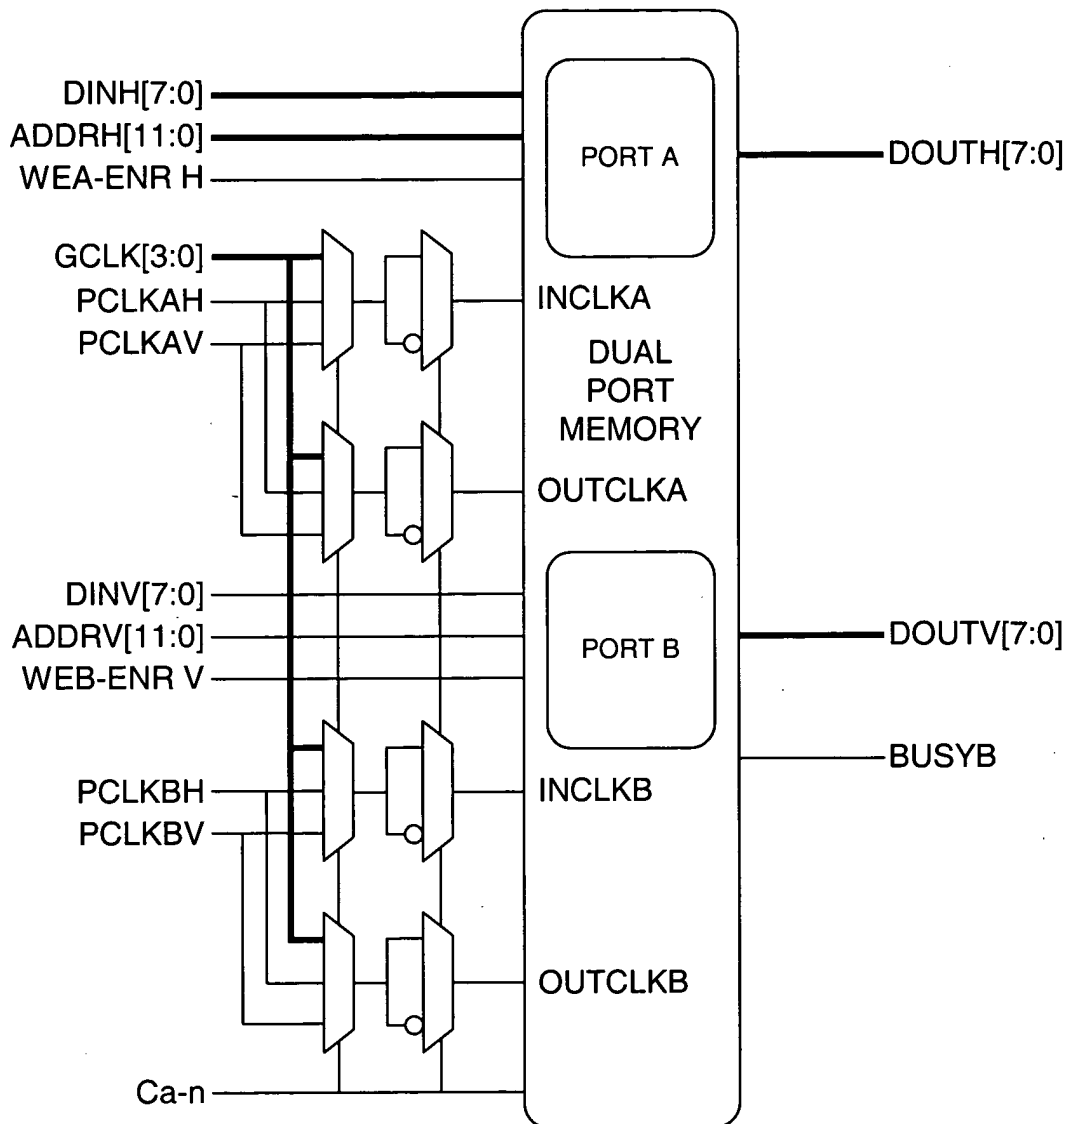 DINH[7:0]
ADDRH[11:0]
WEA-ENR H
PORT A
DOUTH[7:0]
GCLK[3:0]
PCLKAH
PCLKAV
INCLKA
DUAL
PORT
MEMORY
OUTCLKA
DINV[7:0]
ADDRV[11:0]
WEB-ENR V
PORT B
DOUTV[7:0]
BUSYB
PCLKBH
PCLKBV
INCLKB
OUTCLKB
Ca-n